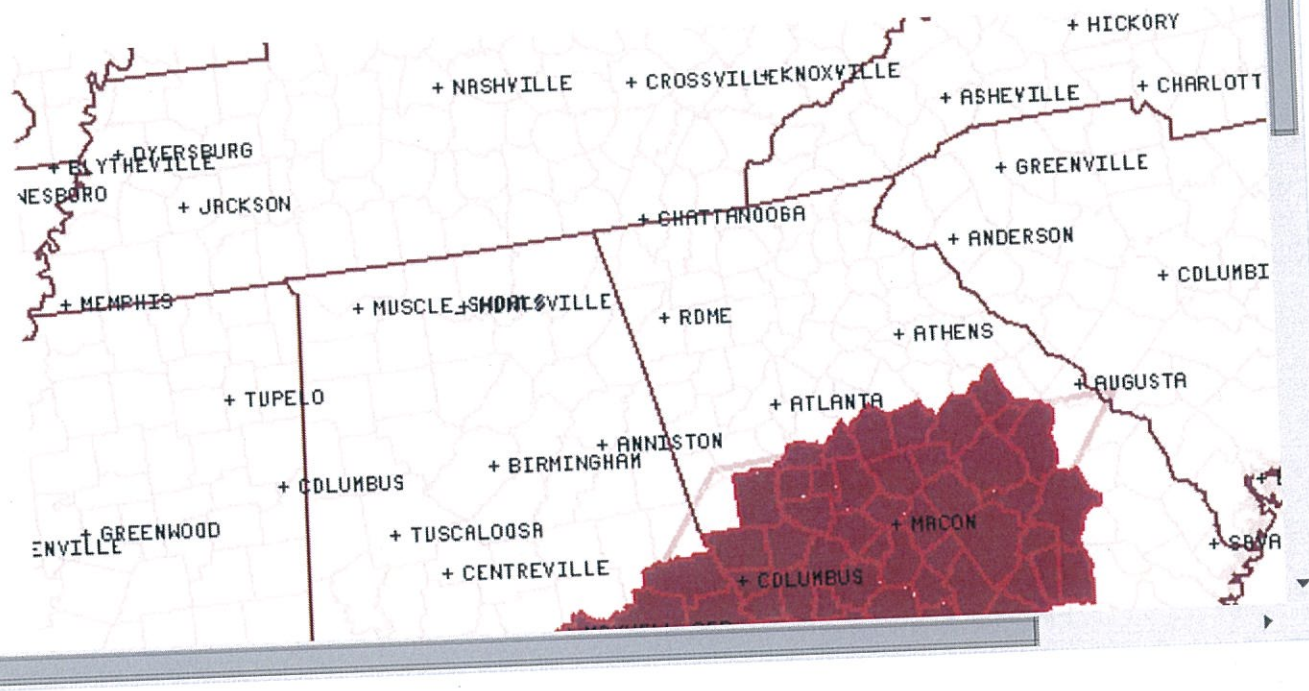 HICKORY
NASHVILLE
CROSSVILLE
KNOXVILLE
ASHEVILLE
CHARLOTT
DYERSBURG
BLYTHEVILLE
GREENVILLE
NESBORO
JACKSON
CHATTANOOGA
ANDERSON
COLUMBI
MEMPHIS
MUSCLE SHOALS
ROME
ATHENS
TUPELO
ATLANTA
AUGUSTA
ANNISTON
BIRMINGHAM
COLUMBUS
GREENWOOD
ENVILLE
TUSCALOOSA
MACON
SAVA
CENTREVILLE
COLUMBUS